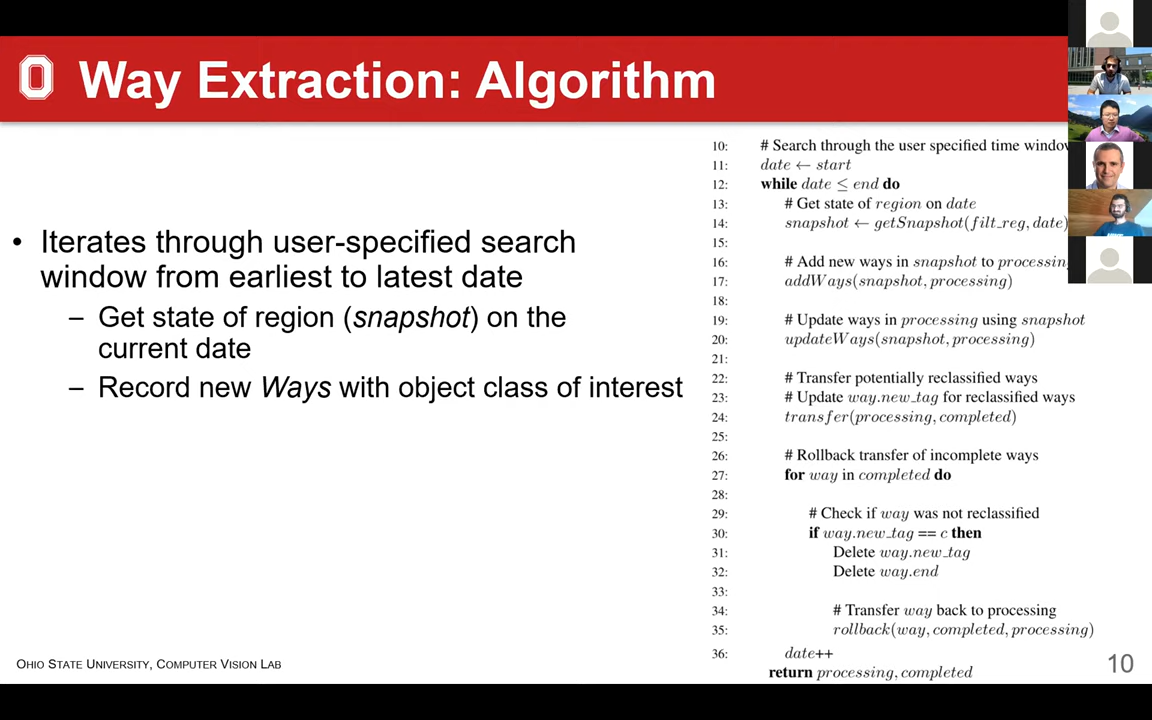 Way Extraction: Algorithm
• Iterates through user-specified search
window from earliest to latest date
– Get state of region (snapshot) on the
current date
– Record new Ways with object class of interest
10: # Search through the user specified time window
11: date ← start
12: while date ≤ end do
13: # Get state of region on date
14: snapshot ← getSnapshot(filt_reg, date)
15:
16: # Add new ways in snapshot to processing
17: addWays(snapshot, processing)
18:
19: # Update ways in processing using snapshot
20: updateWays(snapshot, processing)
21:
22: # Transfer potentially reclassified ways
23: # Update way.new_tag for reclassified ways
24: transfer(processing, completed)
25:
26: # Rollback transfer of incomplete ways
27: for way in completed do
28:
29: # Check if way was not reclassified
30: if way.new_tag == c then
31: Delete way.new_tag
32: Delete way.end
33:
34: # Transfer way back to processing
35: rollback(way, completed, processing)
36: date++
return processing, completed
OHIO STATE UNIVERSITY, COMPUTER VISION LAB
10